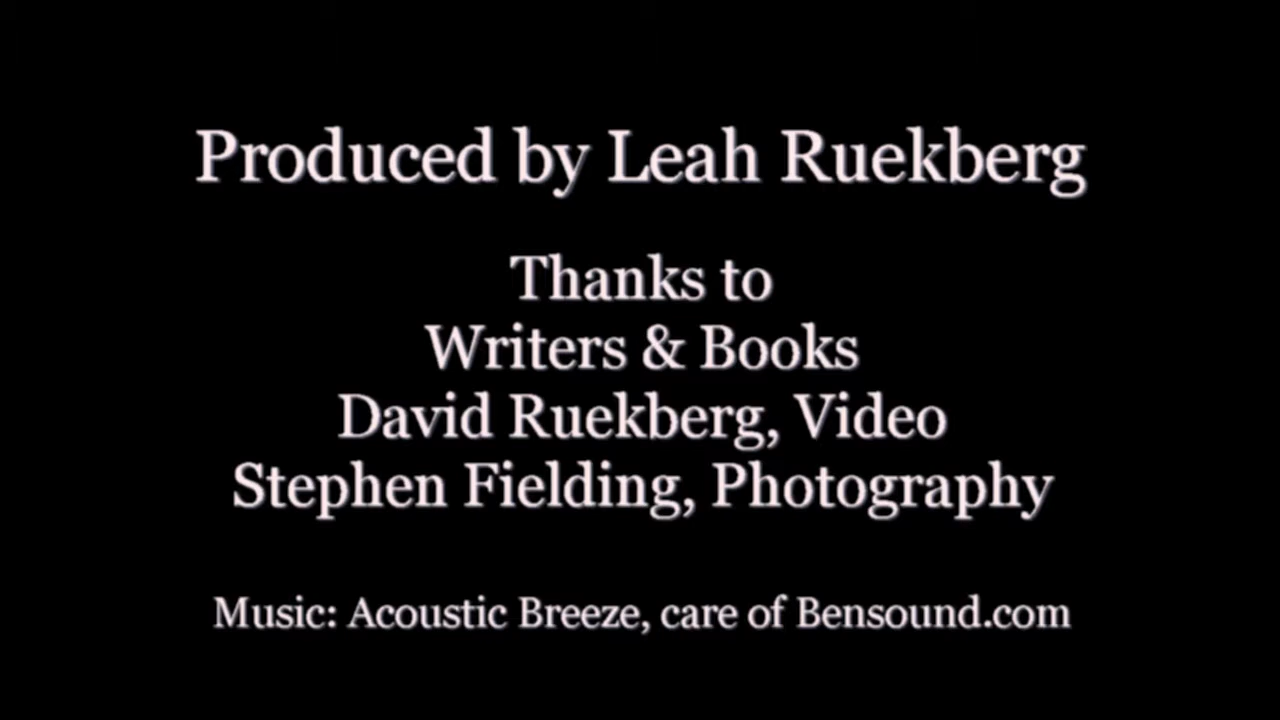 Produced by Leah Ruekberg
Thanks to
Writers & Books
David Ruekberg, Video
Stephen Fielding, Photography
Music: Acoustic Breeze, care of Bensound.com